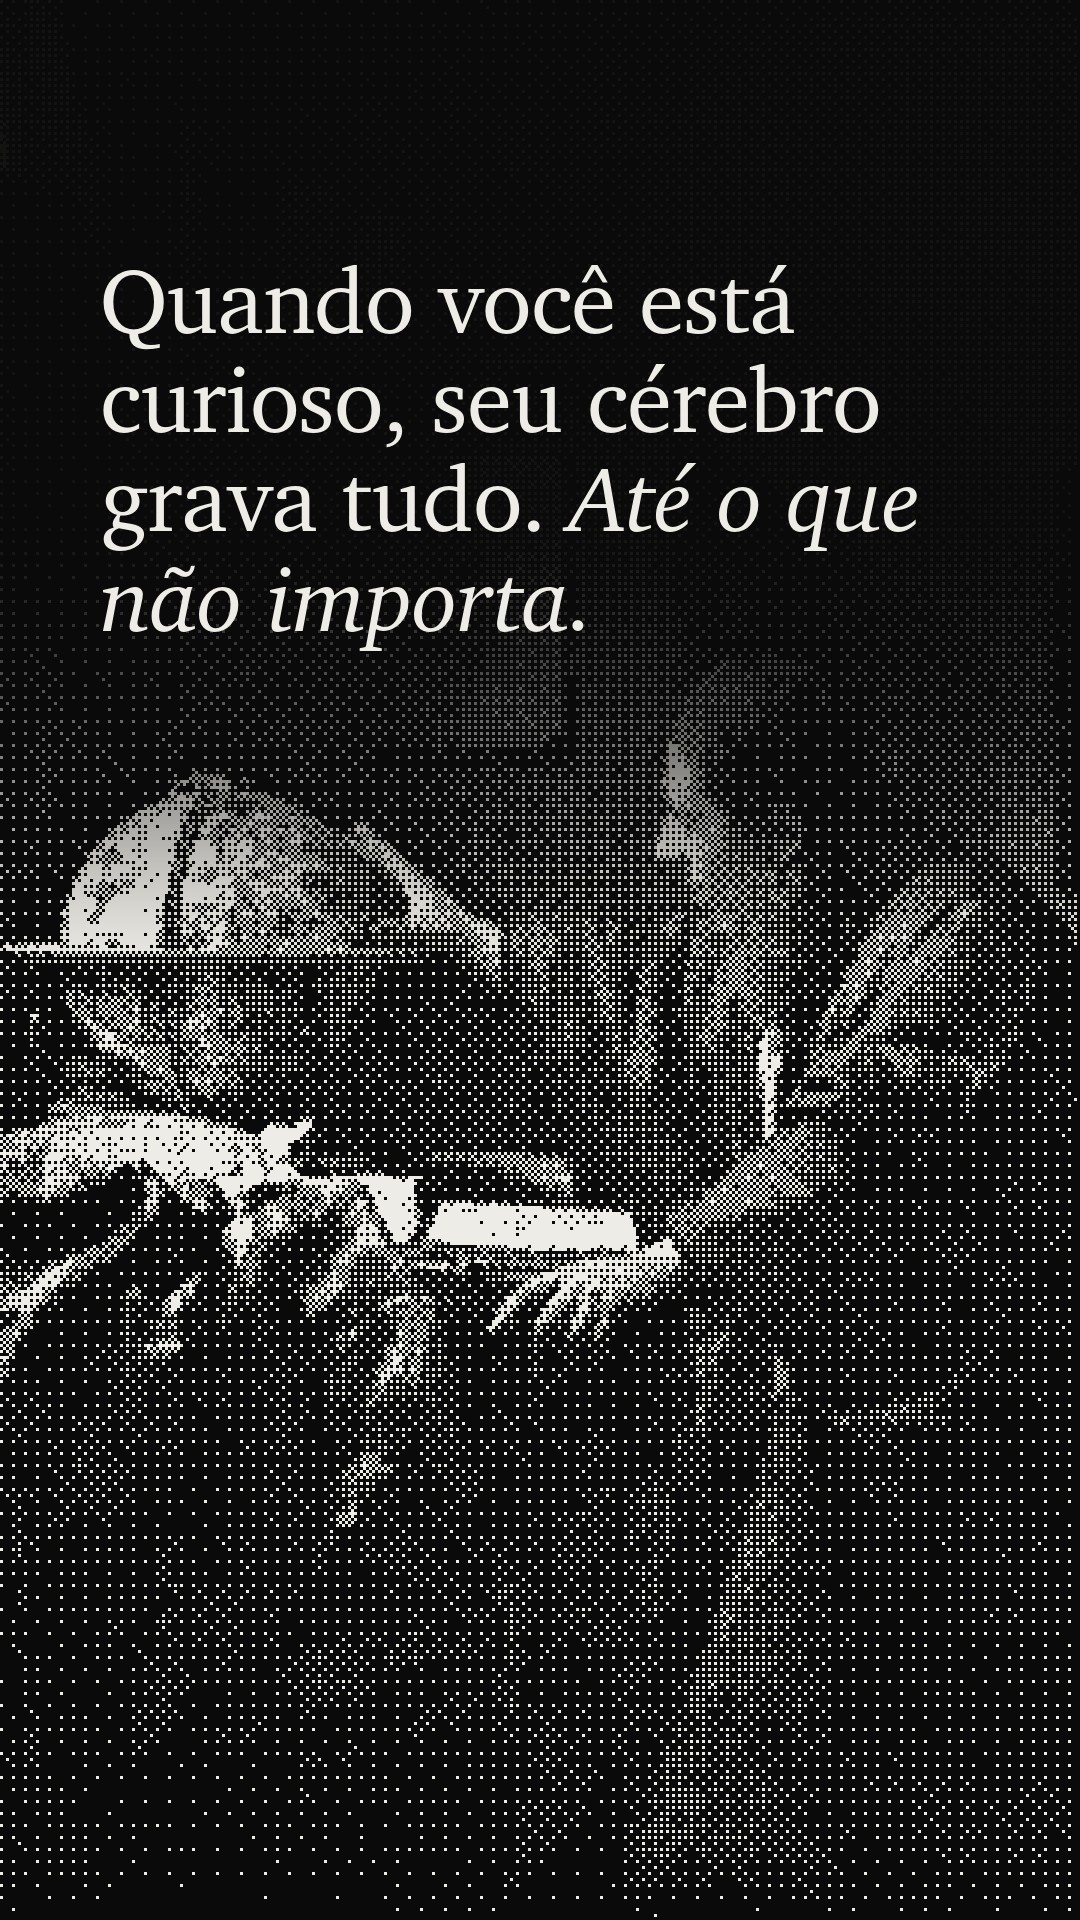 Quando você está
curioso, seu cérebro
grava tudo. Até o que
não importa.